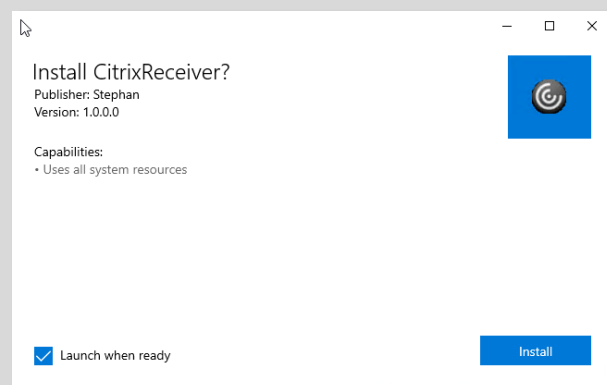 Install CitrixReceiver?
Publisher: Stephan
Version: 1.0.0.0
Capabilities:
• Uses all system resources
Launch when ready
Install